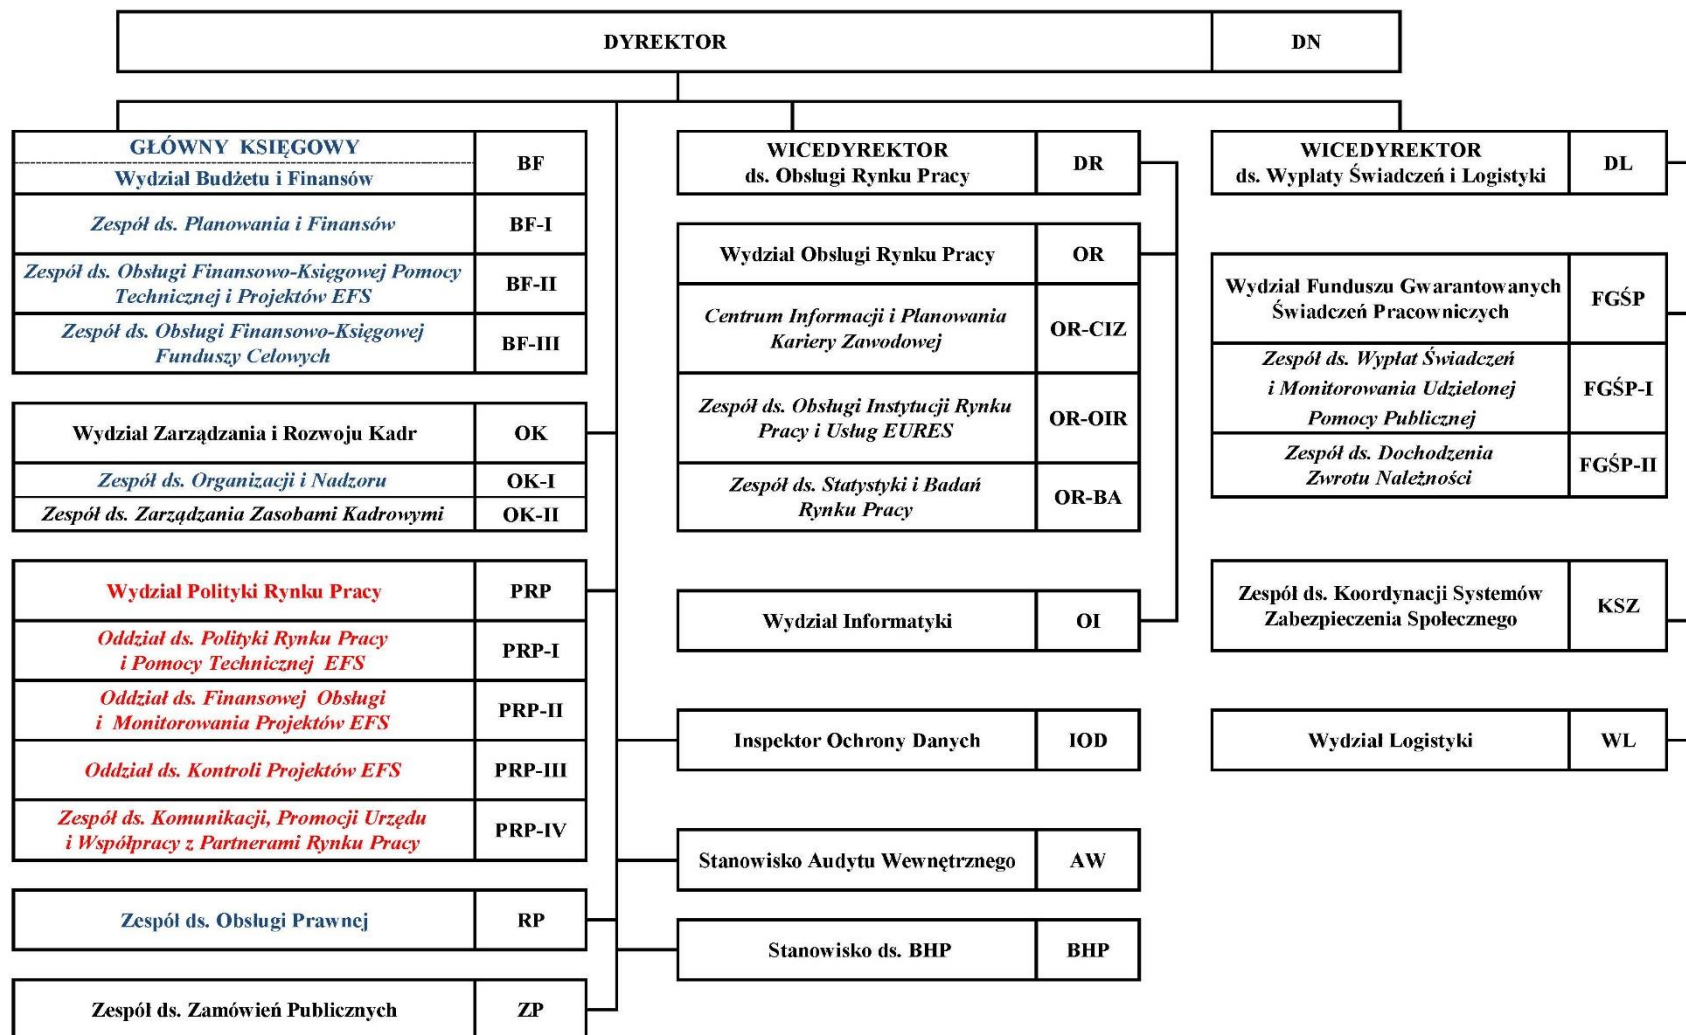 DYREKTOR DN
GŁÓWNY KSIĘGOWY
Wydział Budżetu i Finansów
BF
Zespół ds. Planowania i Finansów BF-I
Zespół ds. Obsługi Finansowo-Księgowej Pomocy
Technicznej i Projektów EFS
BF-II
Zespół ds. Obsługi Finansowo-Księgowej
Funduszy Celowych
BF-III
Wydział Zarządzania i Rozwoju Kadr OK
Zespół ds. Organizacji i Nadzoru OK-I
Zespół ds. Zarządzania Zasobami Kadrowymi OK-II
Wydział Polityki Rynku Pracy PRP
Oddział ds. Polityki Rynku Pracy
i Pomocy Technicznej EFS
PRP-I
Oddział ds. Finansowej Obsługi
i Monitorowania Projektów EFS
PRP-II
Oddział ds. Kontroli Projektów EFS PRP-III
Zespół ds. Komunikacji, Promocji Urzędu
i Współpracy z Partnerami Rynku Pracy
PRP-IV
Zespół ds. Obsługi Prawnej RP
Zespół ds. Zamówień Publicznych ZP
WICEDYREKTOR
ds. Obsługi Rynku Pracy
DR
Wydział Obsługi Rynku Pracy OR
Centrum Informacji i Planowania
Kariery Zawodowej
OR-CIZ
Zespół ds. Obsługi Instytucji Rynku
Pracy i Usług EURES
OR-OIR
Zespół ds. Statystyki i Badań
Rynku Pracy
OR-BA
Wydział Informatyki OI
Inspektor Ochrony Danych IOD
Stanowisko Audytu Wewnętrznego AW
Stanowisko ds. BHP BHP
WICEDYREKTOR
ds. Wypłaty Świadczeń i Logistyki
DL
Wydział Funduszu Gwarantowanych
Świadczeń Pracowniczych
FGŚP
Zespół ds. Wypłat Świadczeń
i Monitorowania Udzielonej
Pomocy Publicznej
FGŚP-I
Zespół ds. Dochodzenia
Zwrotu Należności
FGŚP-II
Zespół ds. Koordynacji Systemów
Zabezpieczenia Społecznego
KSZ
Wydział Logistyki WL